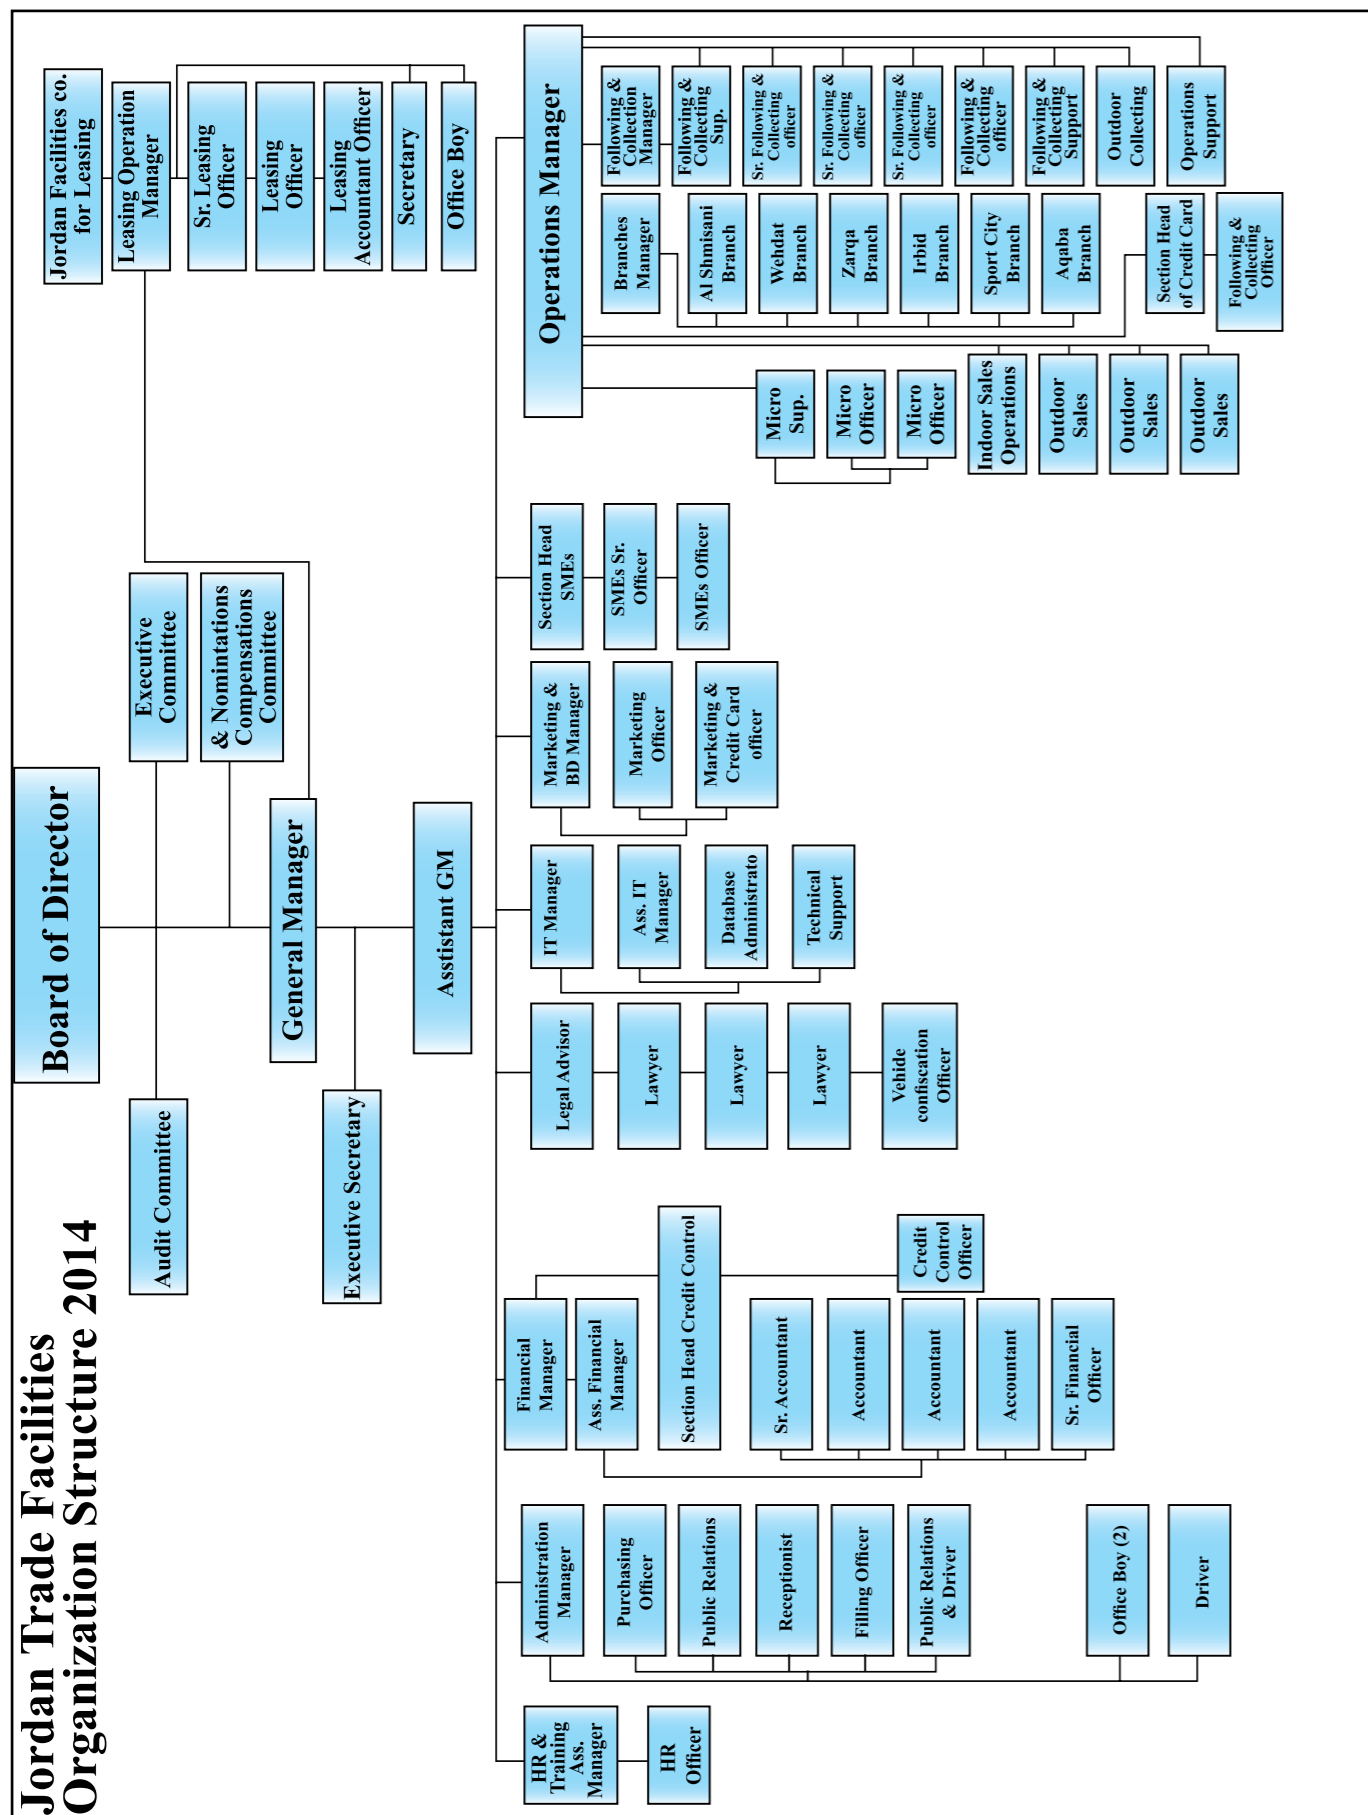 Jordan Trade Facilities
Organization Structure 2014
Board of Director
Audit Committee
Executive
Committee
& Nomintations
Compensations
Committee
General Manager
Executive Secretary
Asstistant GM
Jordan Facilities co.
for Leasing
Leasing Operation
Manager
Sr. Leasing
Officer
Leasing
Officer
Leasing
Accountant Officer
Secretary
Office Boy
HR &
Training
Ass.
Manager
HR
Officer
Administration
Manager
Purchasing
Officer
Public Relations
Receptionist
Filling Officer
Public Relations
& Driver
Office Boy (2)
Driver
Financial
Manager
Ass. Financial
Manager
Section Head Credit Control
Credit
Control
Officer
Sr. Accountant
Accountant
Accountant
Accountant
Sr. Financial
Officer
Legal Advisor
Lawyer
Lawyer
Lawyer
Vehide
confiscation
Officer
IT Manager
Ass. IT
Manager
Database
Administrato
Technical
Support
Marketing &
BD Manager
Marketing
Officer
Marketing &
Credit Card
officer
Section Head
SMEs
SMEs Sr.
Officer
SMEs Officer
Operations Manager
Micro
Sup.
Micro
Officer
Micro
Officer
Indoor Sales
Operations
Outdoor
Sales
Outdoor
Sales
Outdoor
Sales
Branches
Manager
Al Shmisani
Branch
Wehdat
Branch
Zarqa
Branch
Irbid
Branch
Sport City
Branch
Aqaba
Branch
Section Head
of Credit Card
Following &
Collecting
Officer
Following &
Collection
Manager
Following &
Collecting
Sup.
Sr. Following &
Collecting
officer
Sr. Following &
Collecting
officer
Sr. Following &
Collecting
officer
Following &
Collecting
officer
Following &
Collecting
Support
Outdoor
Collecting
Operations
Support